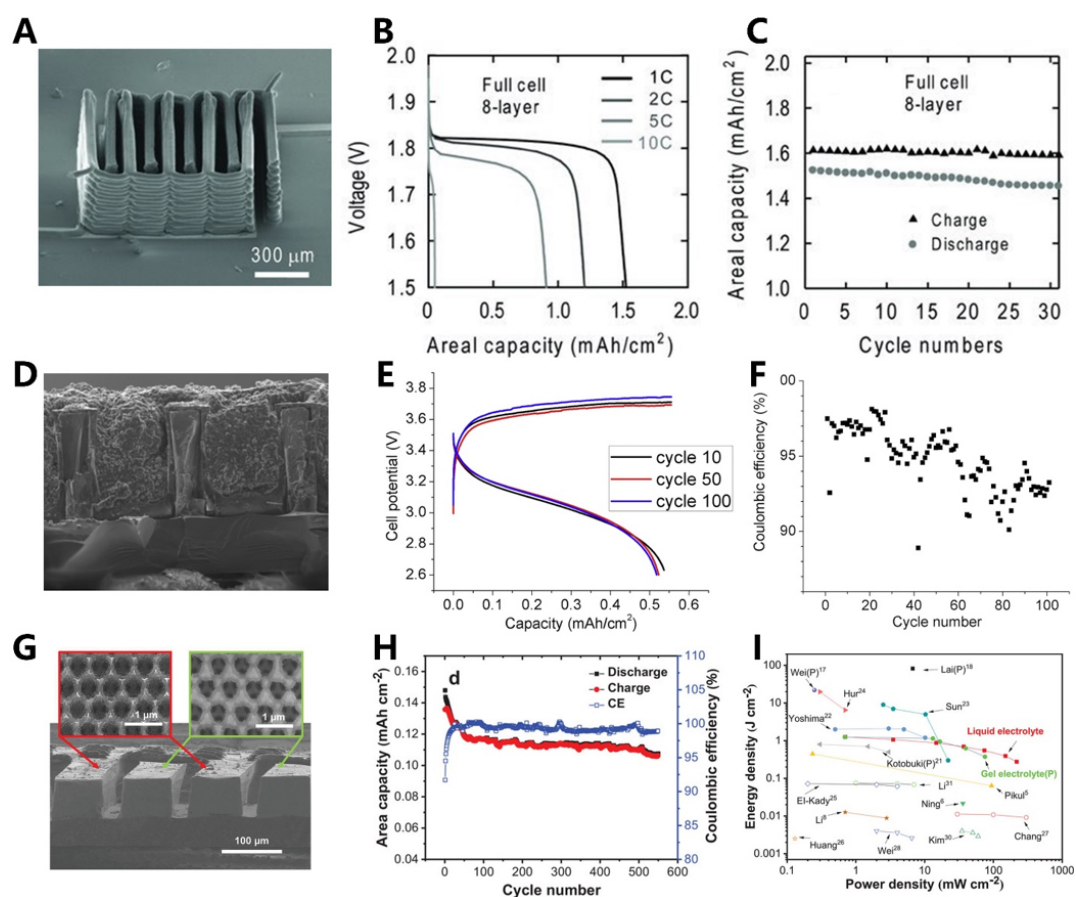 A
300 μm
B
Full cell
8-layer
1C
2C
5C
10C
2.0
1.9
1.8
1.7
1.6
1.5
Voltage (V)
0
0.5
1.0
1.5
2.0
Areal capacity (mAh/cm²)
C
Full cell
8-layer
2.0
1.8
1.6
1.4
1.2
1.0
Areal capacity (mAh/cm²)
Charge
Discharge
0
5
10
15
20
25
30
Cycle numbers
D
E
3.8
3.6
3.4
3.2
3.0
2.8
2.6
Cell potential (V)
cycle 10
cycle 50
cycle 100
0.0
0.1
0.2
0.3
0.4
0.5
0.6
Capacity (mAh/cm²)
F
00
95
90
Coulombic efficiency (%)
0
20
40
60
80
100
Cycle number
G
1 μm
1 μm
100 μm
H
d
Discharge
Charge
CE
0.16
0.14
0.12
0.10
0.08
0.06
0.04
Area capacity (mAh cm⁻²)
110
105
100
95
90
85
80
Coulombic efficiency (%)
0
100
200
300
400
500
600
Cycle number
I
100
10
1
0.1
0.01
0.001
Energy density (J cm⁻²)
Wei(P)¹⁷
Lai(P)¹⁸
Hur²⁴
Sun²³
Yoshima²²
Liquid electrolyte
Kotobuki(P)²¹
Gel electrolyte(P)
Li³¹
Pikul⁵
El-Kady²⁵
Ning⁶
Li⁸
Chang²⁷
Huang²⁶
Wei²⁸
Kim³⁰
0.1
1
10
100
1000
Power density (mW cm⁻²)